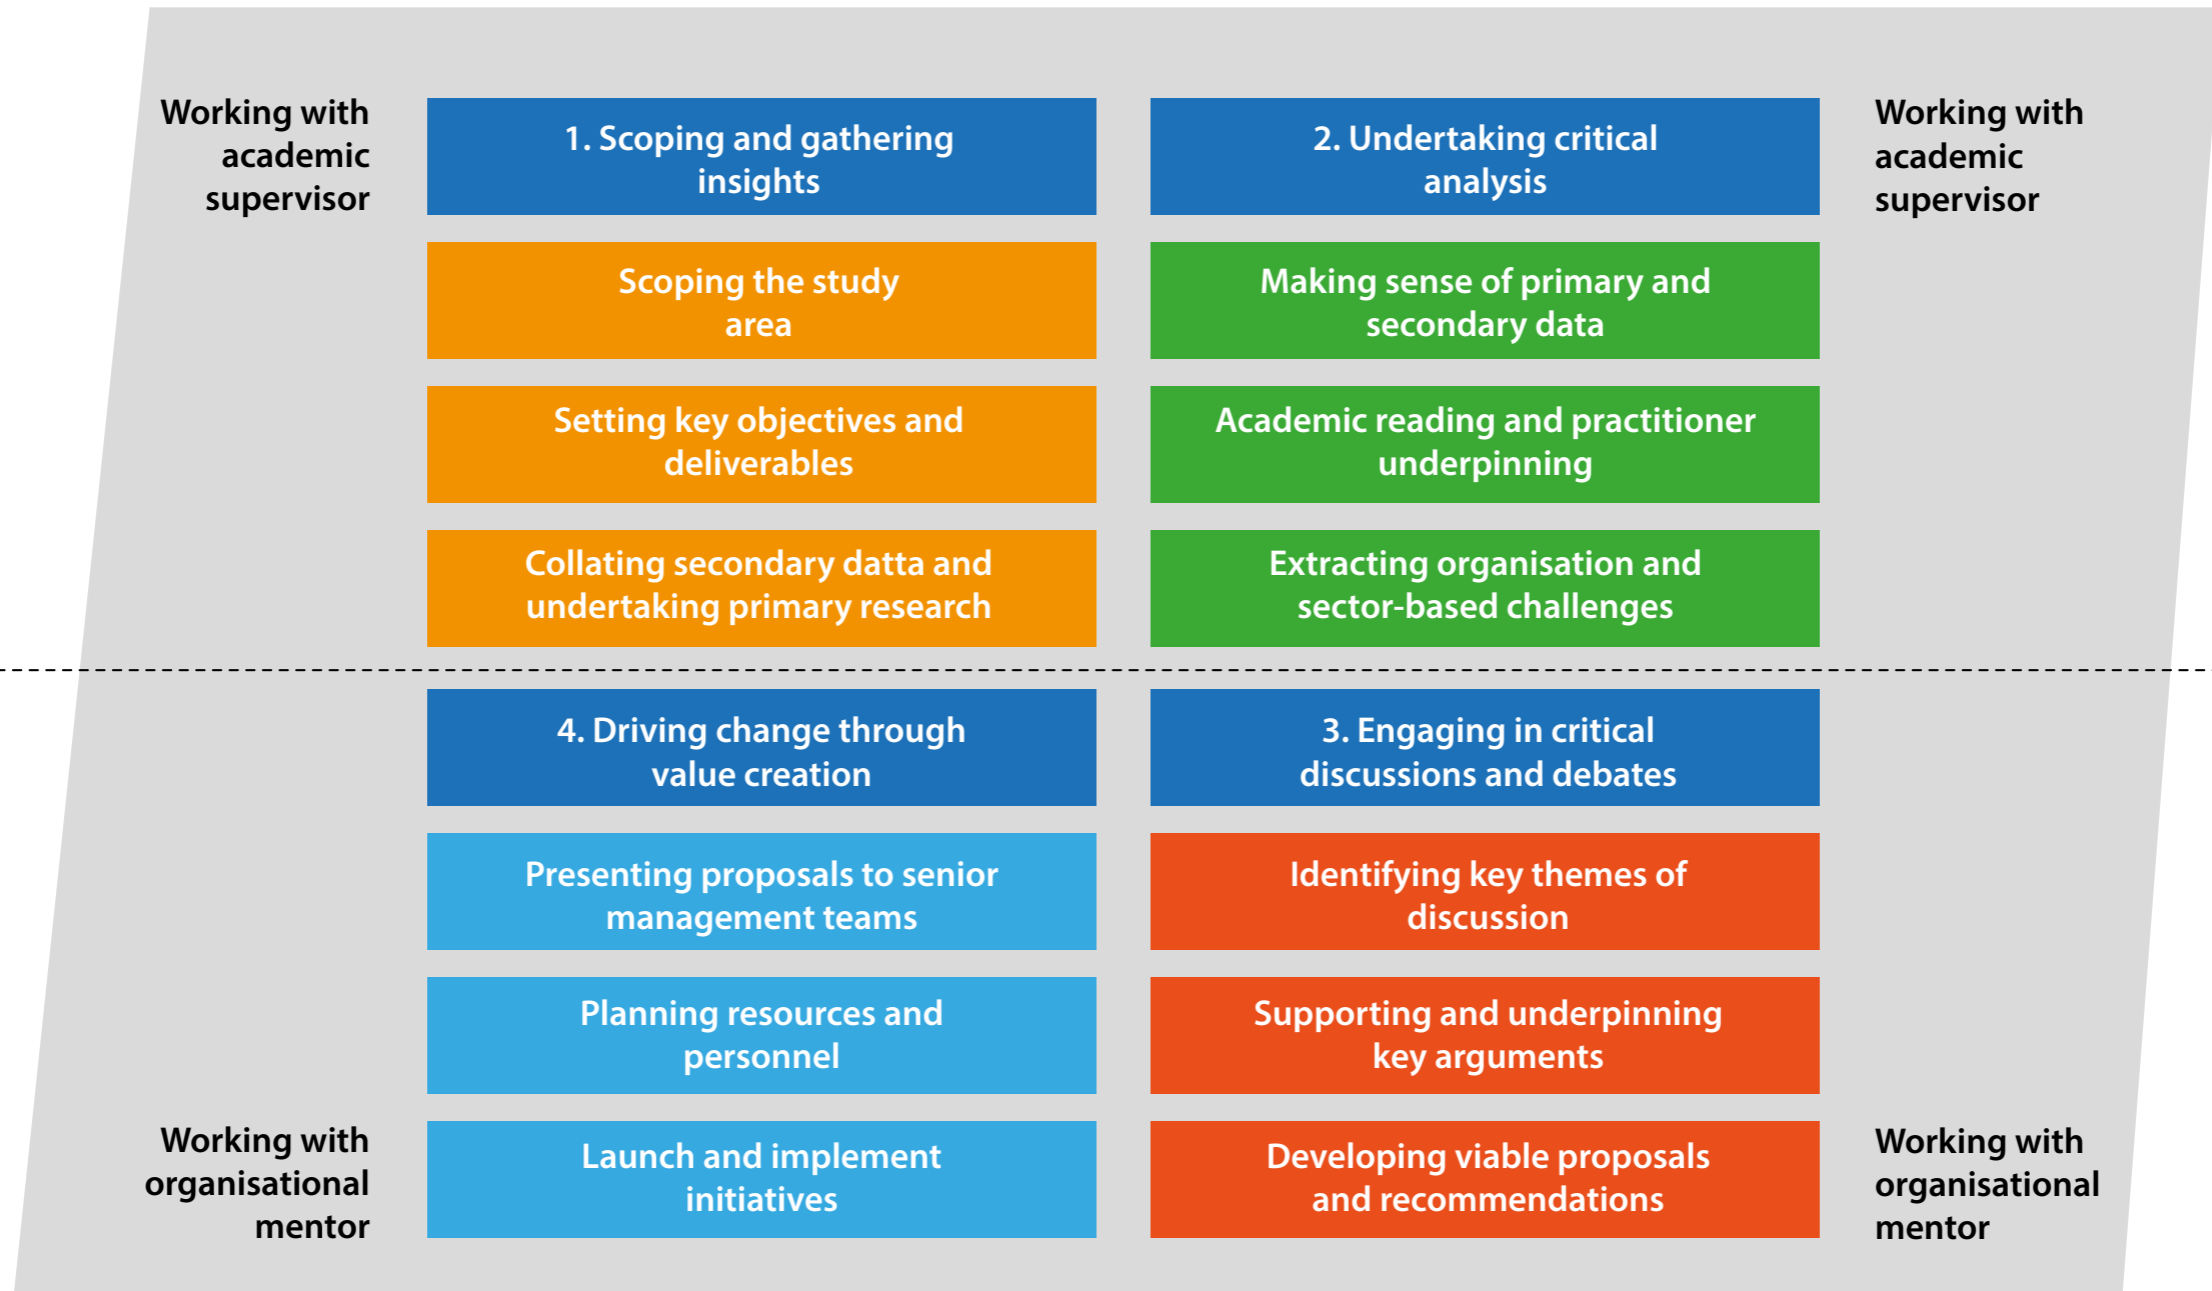 Working with
academic
supervisor
1. Scoping and gathering
insights
2. Undertaking critical
analysis
Working with
academic
supervisor
Scoping the study
area
Making sense of primary and
secondary data
Setting key objectives and
deliverables
Academic reading and practitioner
underpinning
Collating secondary datta and
undertaking primary research
Extracting organisation and
sector-based challenges
4. Driving change through
value creation
3. Engaging in critical
discussions and debates
Presenting proposals to senior
management teams
Identifying key themes of
discussion
Planning resources and
personnel
Supporting and underpinning
key arguments
Working with
organisational
mentor
Launch and implement
initiatives
Developing viable proposals
and recommendations
Working with
organisational
mentor